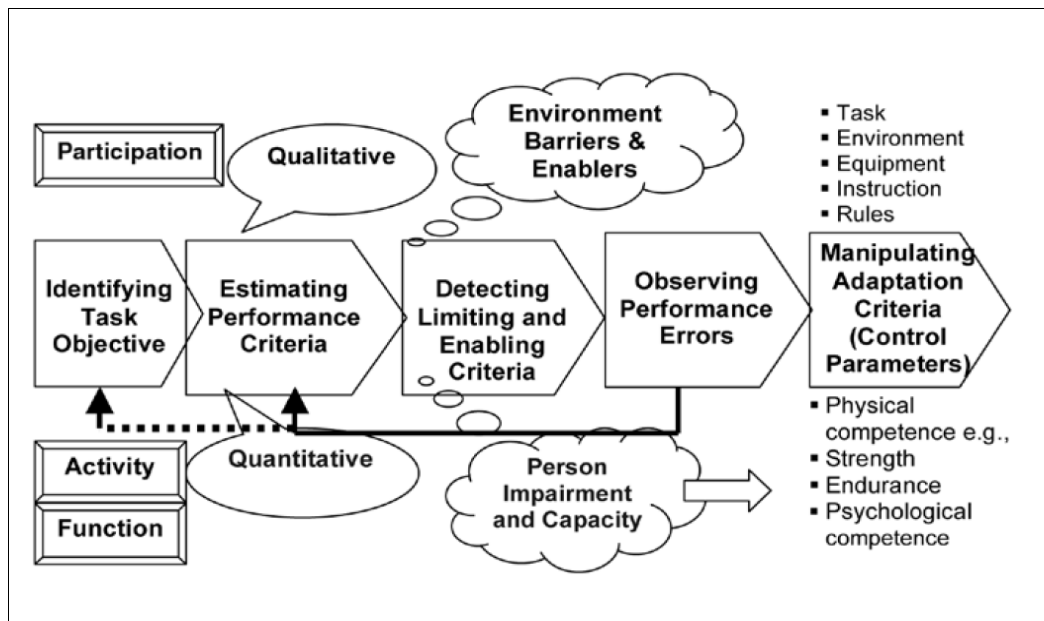 Participation
Qualitative
Environment
Barriers &
Enablers
▪ Task
▪ Environment
▪ Equipment
▪ Instruction
▪ Rules
Identifying
Task
Objective
Estimating
Performance
Criteria
Detecting
Limiting and
Enabling
Criteria
Observing
Performance
Errors
Manipulating
Adaptation
Criteria
(Control
Parameters)
Activity
Function
Quantitative
Person
Impairment
and Capacity
▪ Physical
competence e.g.,
▪ Strength
▪ Endurance
▪ Psychological
competence